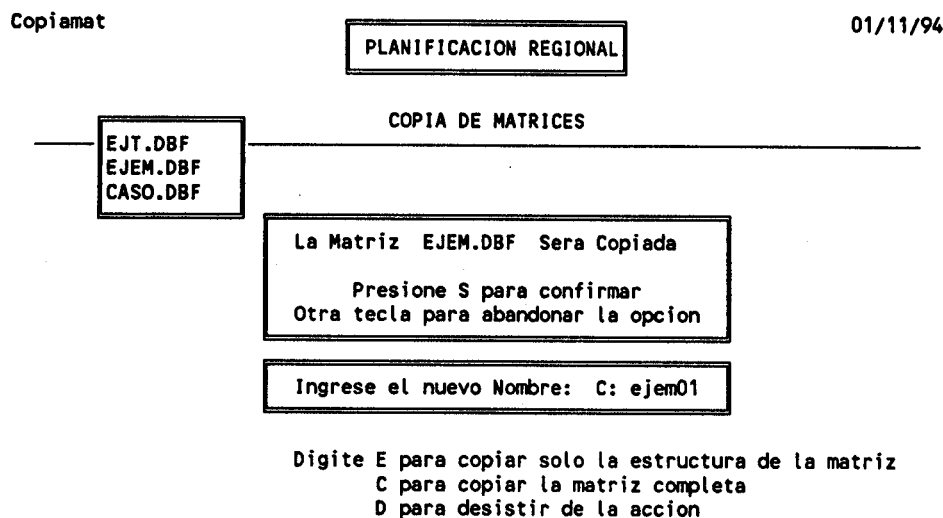 Copiamat 01/11/94
PLANIFICACION REGIONAL
COPIA DE MATRICES
EJT.DBF
EJEM.DBF
CASO.DBF
La Matriz EJEM.DBF Sera Copiada
Presione S para confirmar
Otra tecla para abandonar la opcion
Ingrese el nuevo Nombre: C: ejem01
Digite E para copiar solo la estructura de la matriz
C para copiar la matriz completa
D para desistir de la accion